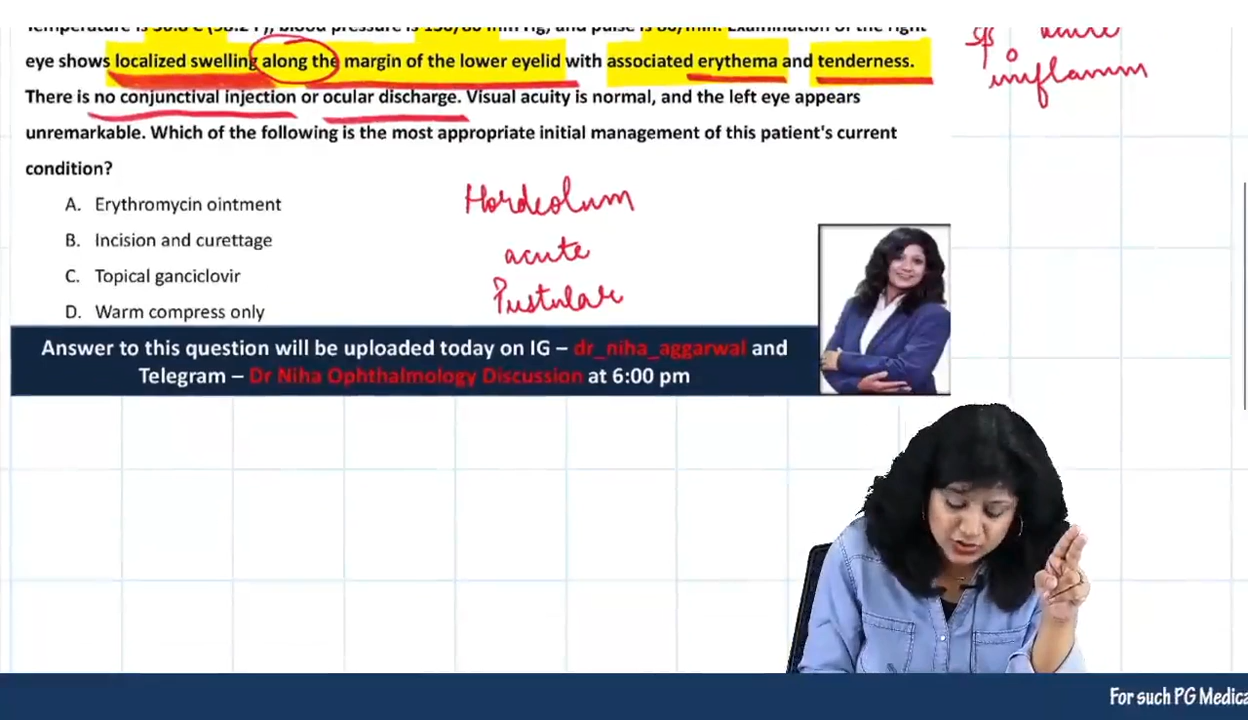 eye shows localized swelling along the margin of the lower eyelid with associated erythema and tenderness.
There is no conjunctival injection or ocular discharge. Visual acuity is normal, and the left eye appears
unremarkable. Which of the following is the most appropriate initial management of this patient's current
condition?
A. Erythromycin ointment
B. Incision and curettage
C. Topical ganciclovir
D. Warm compress only
Hordeolum
acute
Pustular
inflamm
Answer to this question will be uploaded today on IG – dr_niha_aggarwal and
Telegram – Dr Niha Ophthalmology Discussion at 6:00 pm
For such PG Medica